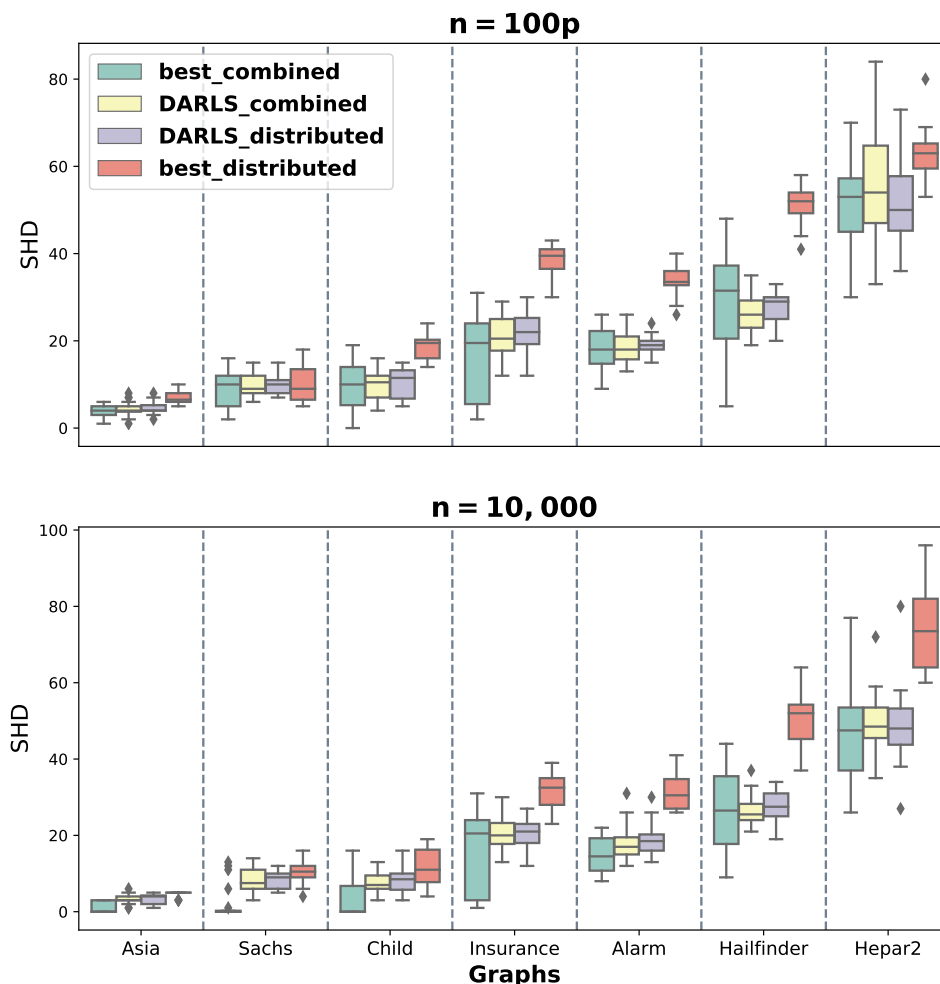 n = 100p
best_combined
DARLS_combined
DARLS_distributed
best_distributed
80
60
40
20
0
SHD
n = 10, 000
100
80
60
40
20
0
SHD
Asia Sachs Child Insurance Alarm Hailfinder Hepar2
Graphs